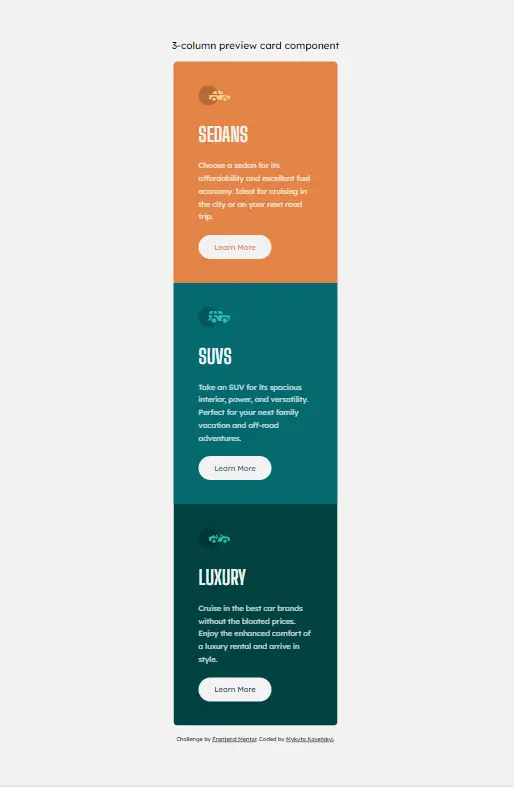 3-column preview card component
SEDANS
Choose a sedan for its
affordability and excellent fuel
economy. Ideal for cruising in
the city or on your next road
trip.
Learn More
SUVS
Take an SUV for its spacious
interior, power, and versatility.
Perfect for your next family
vacation and off-road
adventures.
Learn More
LUXURY
Cruise in the best car brands
without the bloated prices.
Enjoy the enhanced comfort of
a luxury rental and arrive in
style.
Learn More
Challenge by Frontend Mentor. Coded by Mykyta